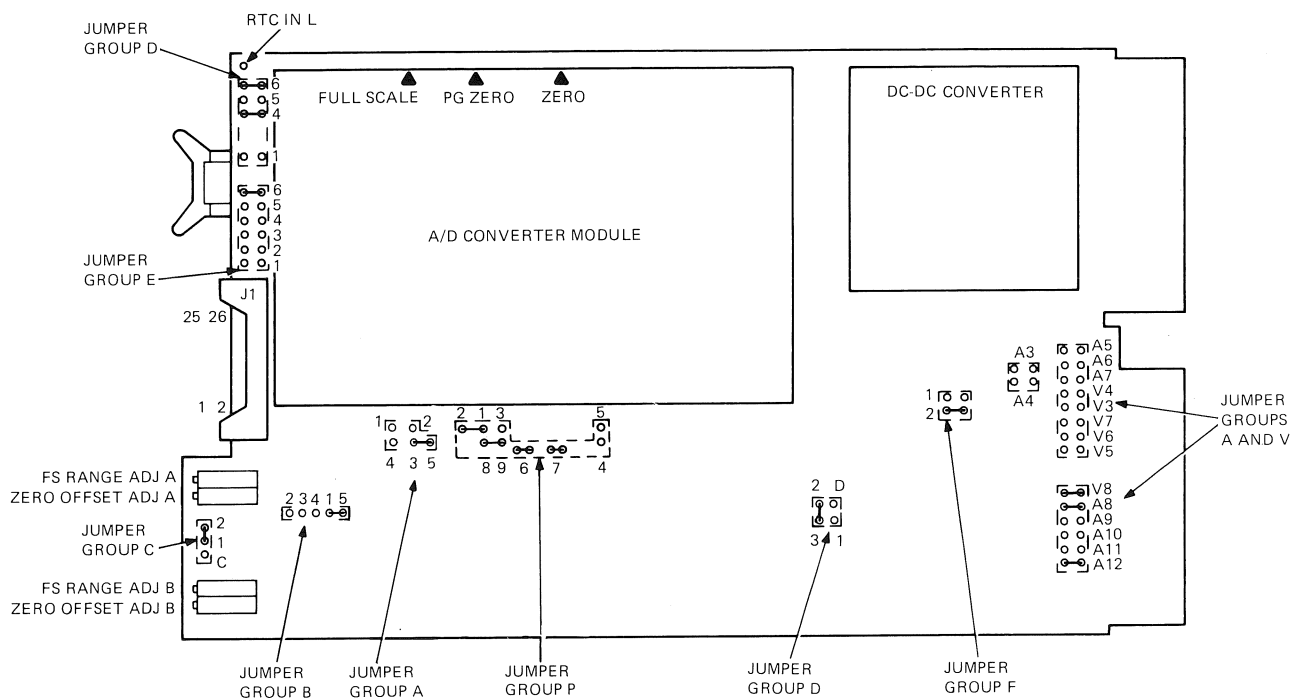 RTC IN L
JUMPER
GROUP D
6
5
4
1
FULL SCALE PG ZERO ZERO
DC-DC CONVERTER
6
5
4
3
2
1
A/D CONVERTER MODULE
JUMPER
GROUP E
J1
25 26
1 2
A3
A4
A5
A6
A7
V4
V3
V7
V6
V5
JUMPER
GROUPS
A AND V
1
2
1 2
4 3 5
2 1 3 5
8 9 6 7 4
V8
A8
A9
A10
A11
A12
FS RANGE ADJ A
ZERO OFFSET ADJ A
2 3 4 1 5
2 D
3 1
JUMPER
GROUP C
2
1
C
FS RANGE ADJ B
ZERO OFFSET ADJ B
JUMPER
GROUP B
JUMPER
GROUP A
JUMPER
GROUP P
JUMPER
GROUP D
JUMPER
GROUP F